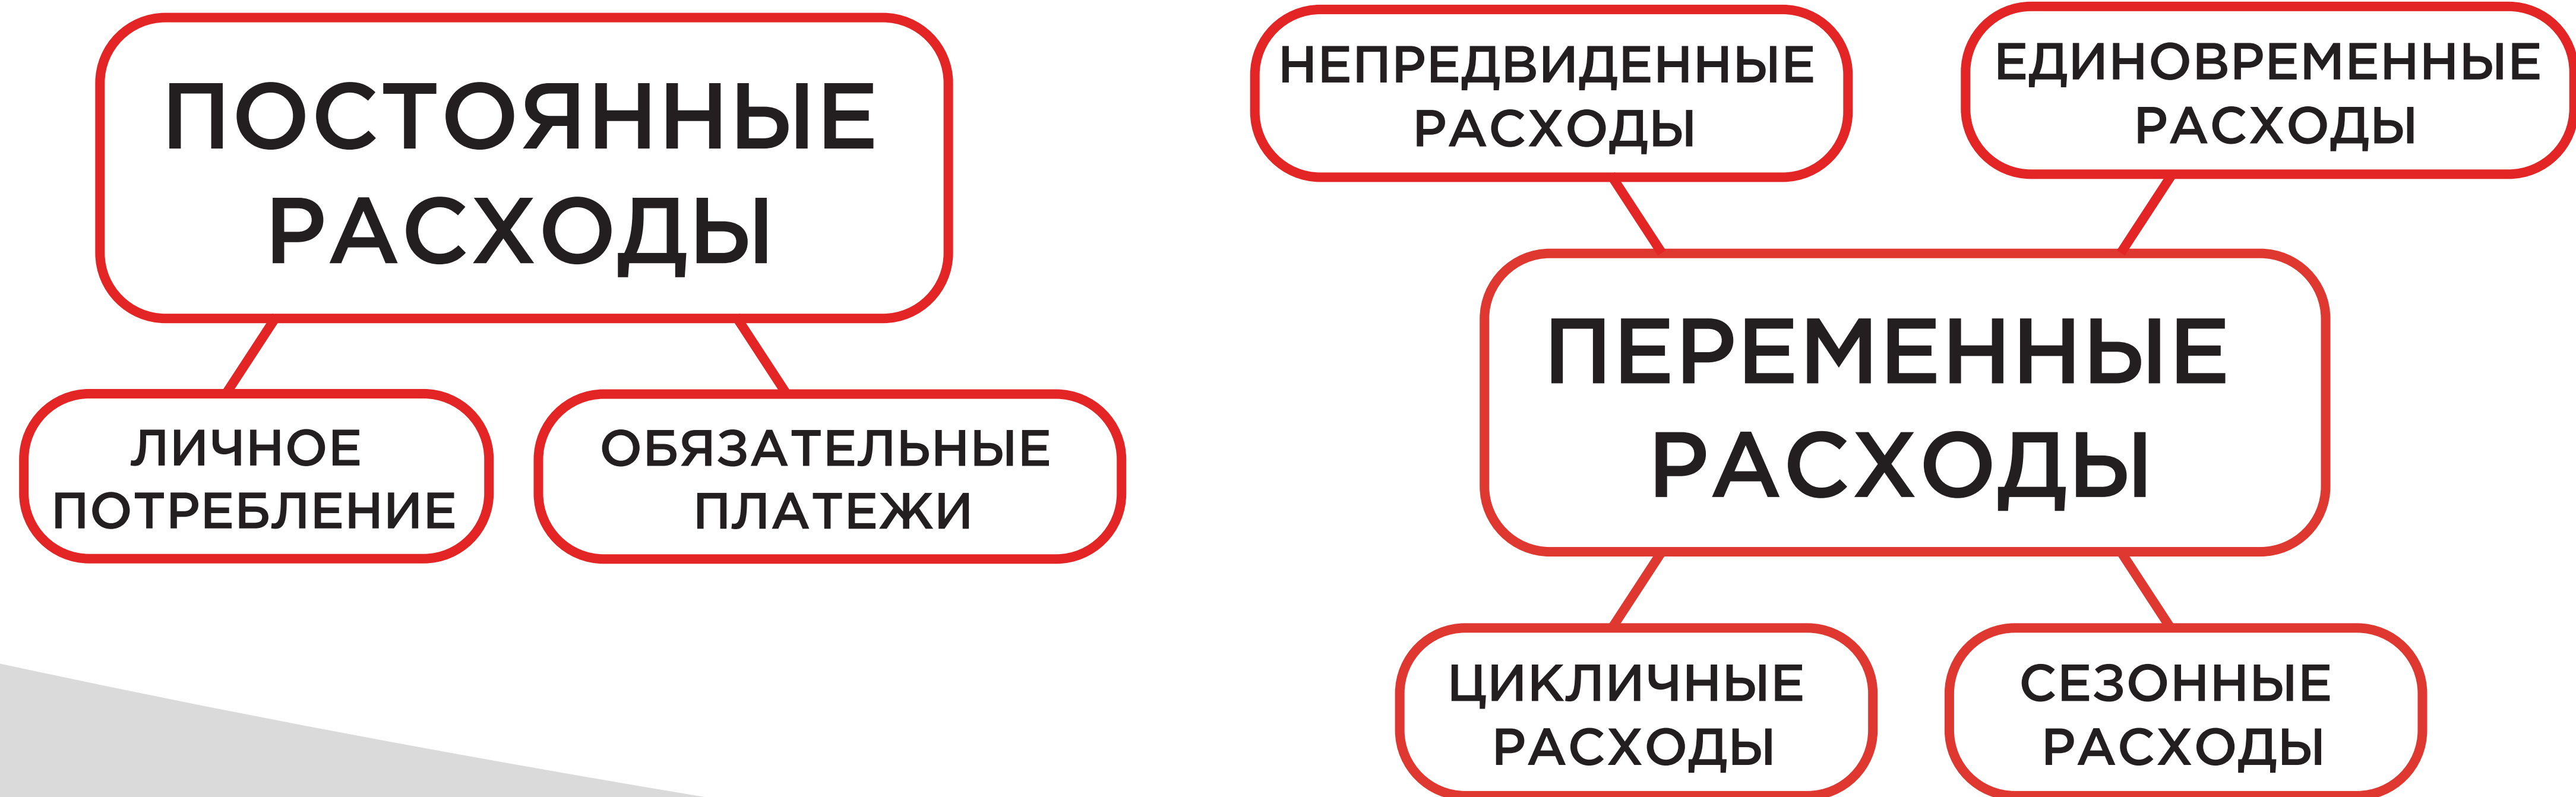 ПОСТОЯННЫЕ
РАСХОДЫ
ЛИЧНОЕ
ПОТРЕБЛЕНИЕ
ОБЯЗАТЕЛЬНЫЕ
ПЛАТЕЖИ
НЕПРЕДВИДЕННЫЕ
РАСХОДЫ
ЕДИНОВРЕМЕННЫЕ
РАСХОДЫ
ПЕРЕМЕННЫЕ
РАСХОДЫ
ЦИКЛИЧНЫЕ
РАСХОДЫ
СЕЗОННЫЕ
РАСХОДЫ